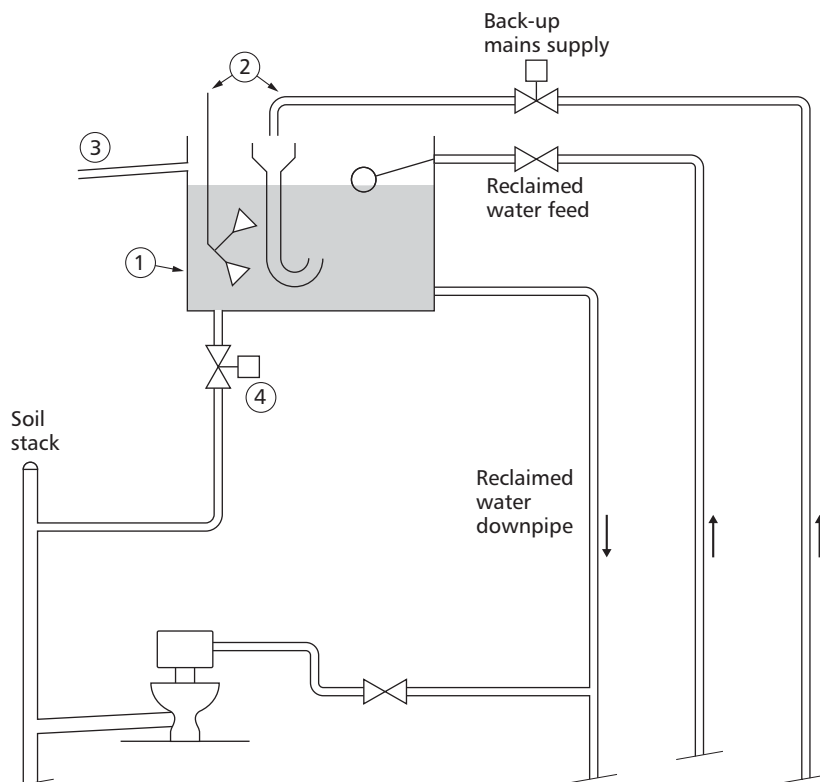 Back-up
mains supply
2
3
Reclaimed
water feed
1
4
Soil
stack
Reclaimed
water
downpipe